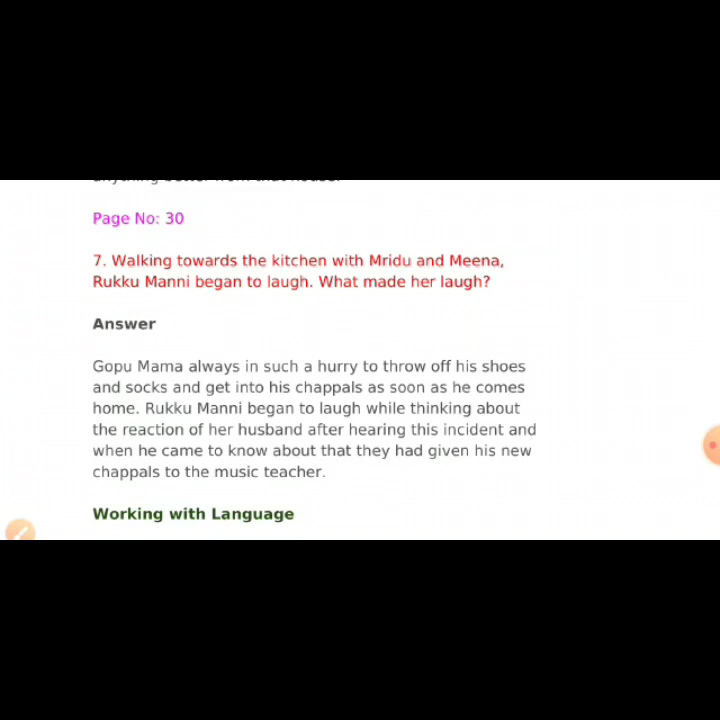 Page No: 30
7. Walking towards the kitchen with Mridu and Meena,
Rukku Manni began to laugh. What made her laugh?
Answer
Gopu Mama always in such a hurry to throw off his shoes
and socks and get into his chappals as soon as he comes
home. Rukku Manni began to laugh while thinking about
the reaction of her husband after hearing this incident and
when he came to know about that they had given his new
chappals to the music teacher.
Working with Language